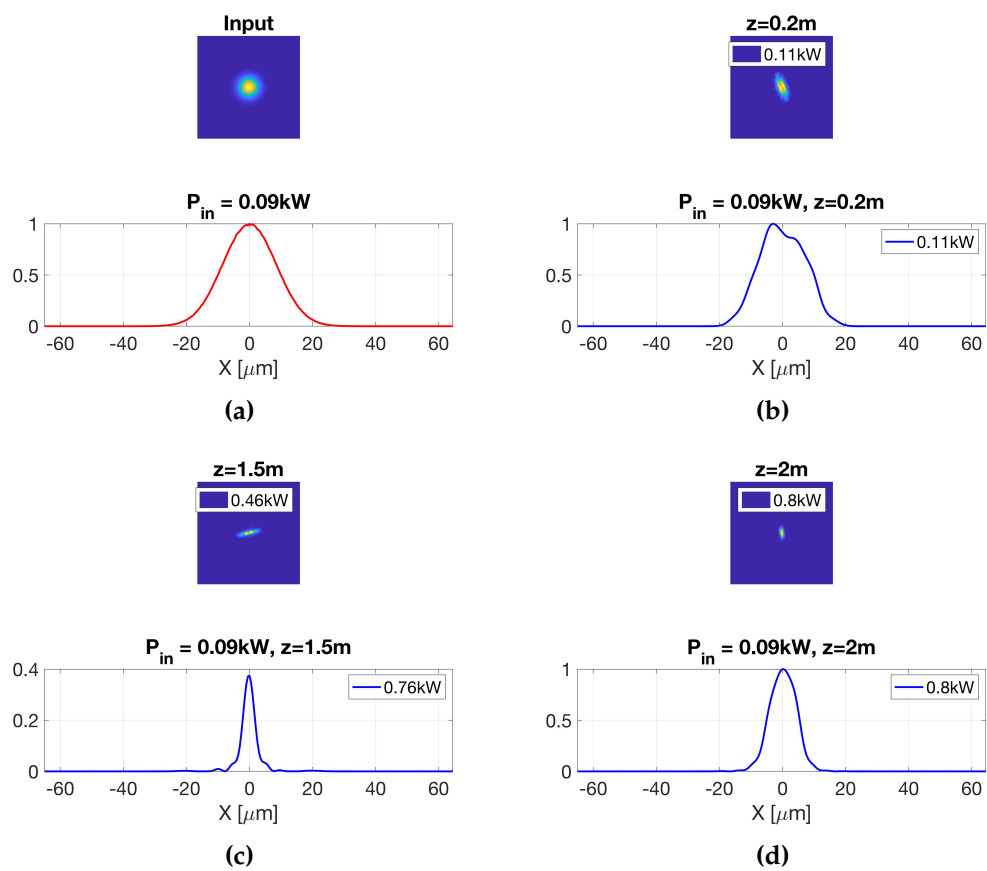 Input
P_in = 0.09kW
1
0.5
0
-60 -40 -20 0 20 40 60
X [μm]
(a)
z=0.2m
0.11kW
P_in = 0.09kW, z=0.2m
1
0.5
0
0.11kW
-60 -40 -20 0 20 40 60
X [μm]
(b)
z=1.5m
0.46kW
P_in = 0.09kW, z=1.5m
0.4
0.2
0
0.76kW
-60 -40 -20 0 20 40 60
X [μm]
(c)
z=2m
0.8kW
P_in = 0.09kW, z=2m
1
0.5
0
0.8kW
-60 -40 -20 0 20 40 60
X [μm]
(d)